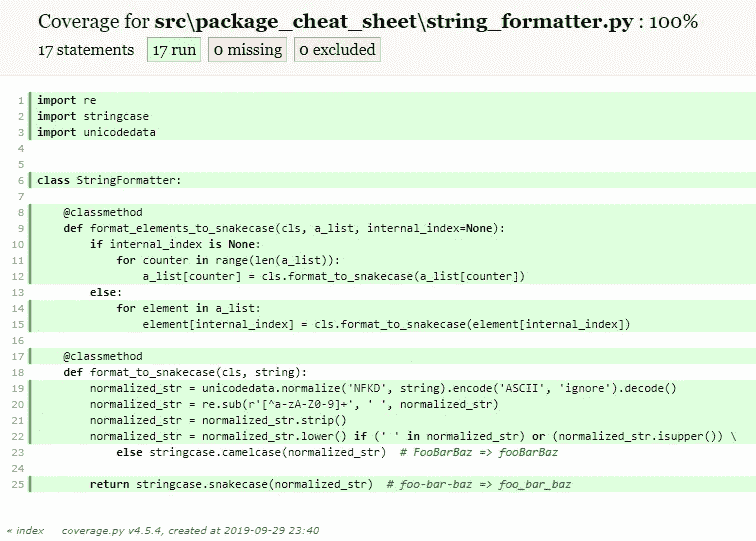 Coverage for src\package_cheat_sheet\string_formatter.py : 100%
17 statements 17 run 0 missing 0 excluded
1 import re
2 import stringcase
3 import unicodedata
4
5
6 class StringFormatter:
7
8     @classmethod
9     def format_elements_to_snakecase(cls, a_list, internal_index=None):
10         if internal_index is None:
11             for counter in range(len(a_list)):
12                 a_list[counter] = cls.format_to_snakecase(a_list[counter])
13         else:
14             for element in a_list:
15                 element[internal_index] = cls.format_to_snakecase(element[internal_index])
16
17     @classmethod
18     def format_to_snakecase(cls, string):
19         normalized_str = unicodedata.normalize('NFKD', string).encode('ASCII', 'ignore').decode()
20         normalized_str = re.sub(r'[^a-zA-Z0-9]+', ' ', normalized_str)
21         normalized_str = normalized_str.strip()
22         normalized_str = normalized_str.lower() if (' ' in normalized_str) or (normalized_str.isupper()) \
23             else stringcase.camelcase(normalized_str)  # FooBarBaz => fooBarBaz
24
25         return stringcase.snakecase(normalized_str)  # foo-bar-baz => foo_bar_baz
« index coverage.py v4.5.4, created at 2019-09-29 23:40